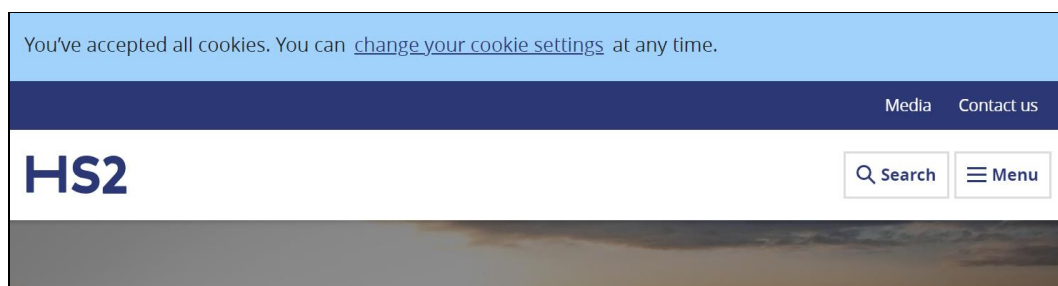 You've accepted all cookies. You can change your cookie settings at any time.
Media Contact us
HS2
Search Menu